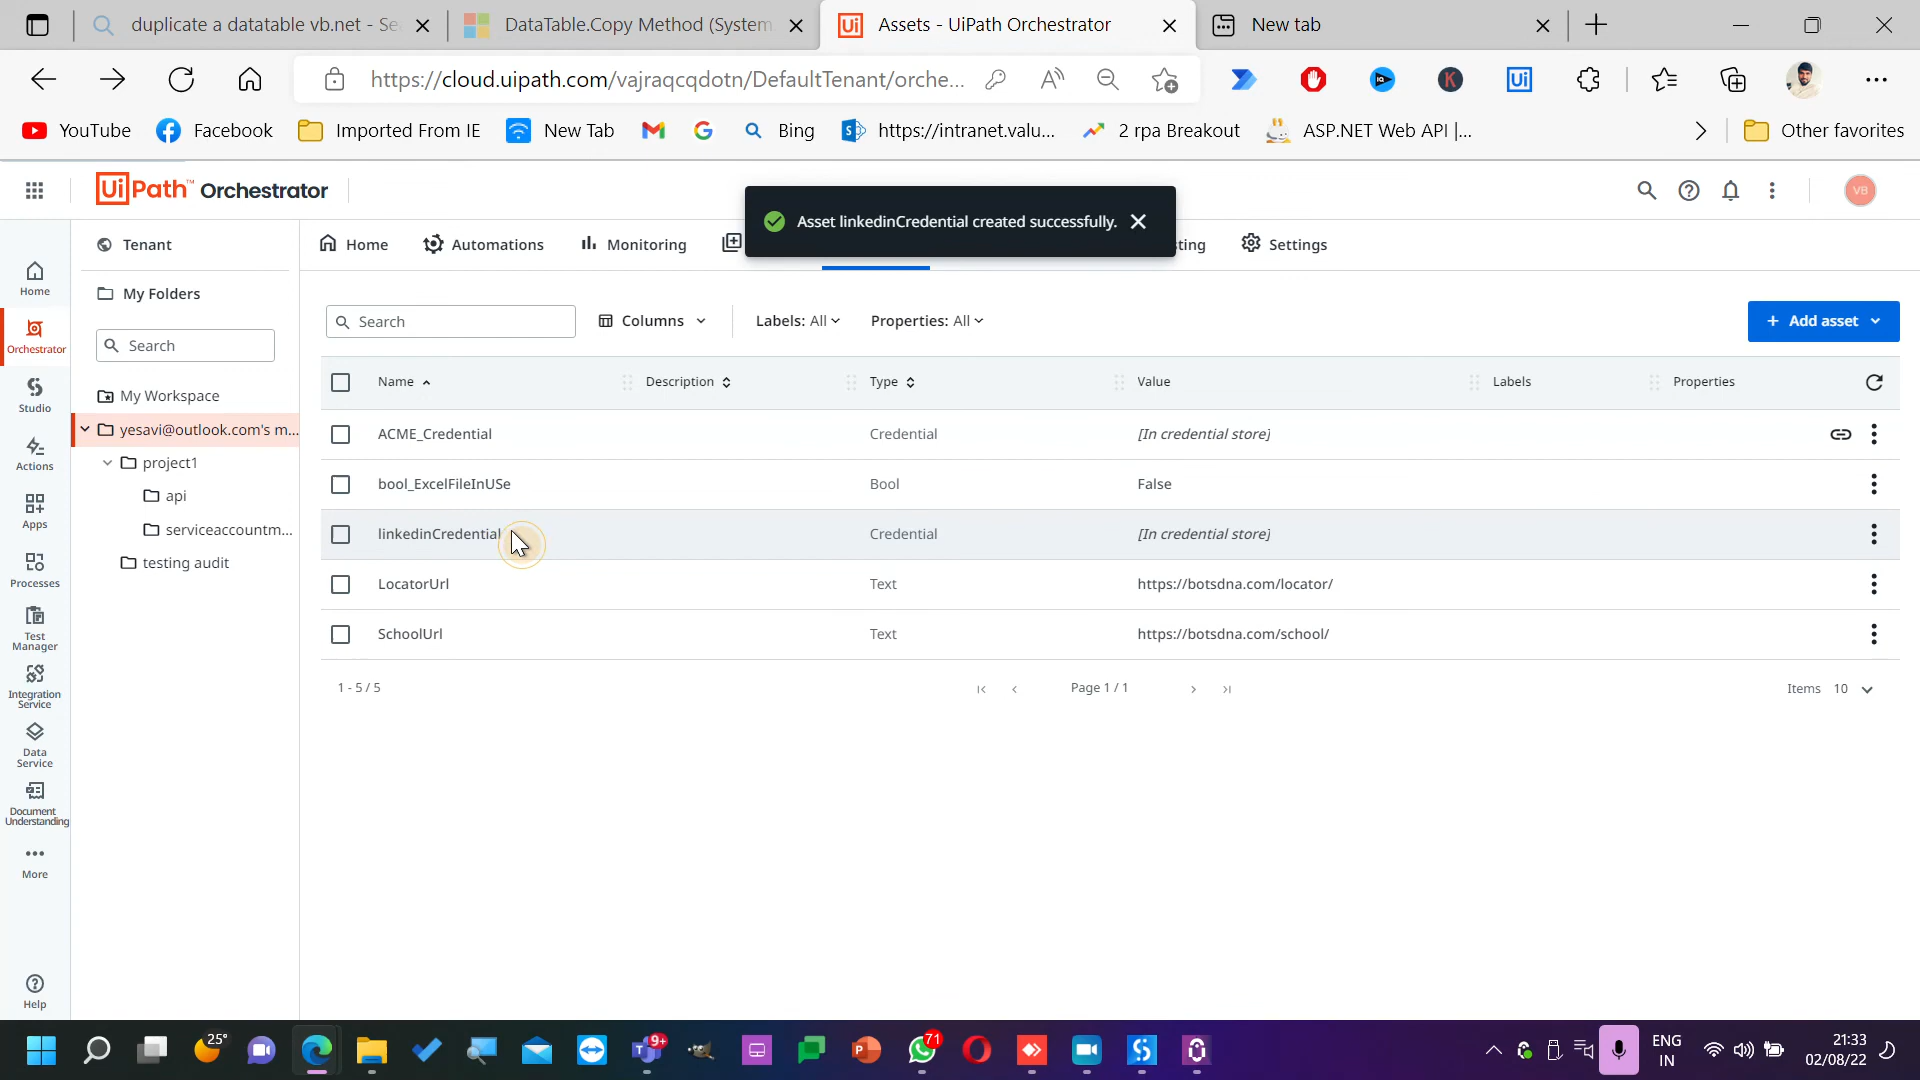 duplicate a datatable vb.net - Se
DataTable.Copy Method (System.
Assets - UiPath Orchestrator
New tab
https://cloud.uipath.com/vajraqcqdotn/DefaultTenant/orche...
YouTube
Facebook
Imported From IE
New Tab
Bing
https://intranet.valu...
2 rpa Breakout
ASP.NET Web API |...
Other favorites
UiPath™ Orchestrator
Asset linkedinCredential created successfully.
VB
Tenant
Home
Automations
Monitoring
sting
Settings
My Folders
Search
My Workspace
yesavi@outlook.com's m...
project1
api
serviceaccountm...
testing audit
Home
Orchestrator
Studio
Actions
Apps
Processes
Test
Manager
Integration
Service
Data
Service
Document
Understanding
More
Help
Search
Columns
Labels: All
Properties: All
+ Add asset
Name
Description
Type
Value
Labels
Properties
ACME_Credential
Credential
[In credential store]
bool_ExcelFileInUSe
Bool
False
linkedinCredential
Credential
[In credential store]
LocatorUrl
Text
https://botsdna.com/locator/
SchoolUrl
Text
https://botsdna.com/school/
1 - 5 / 5
Page 1 / 1
Items 10
25°
9+
71
ENG
IN
21:33
02/08/22